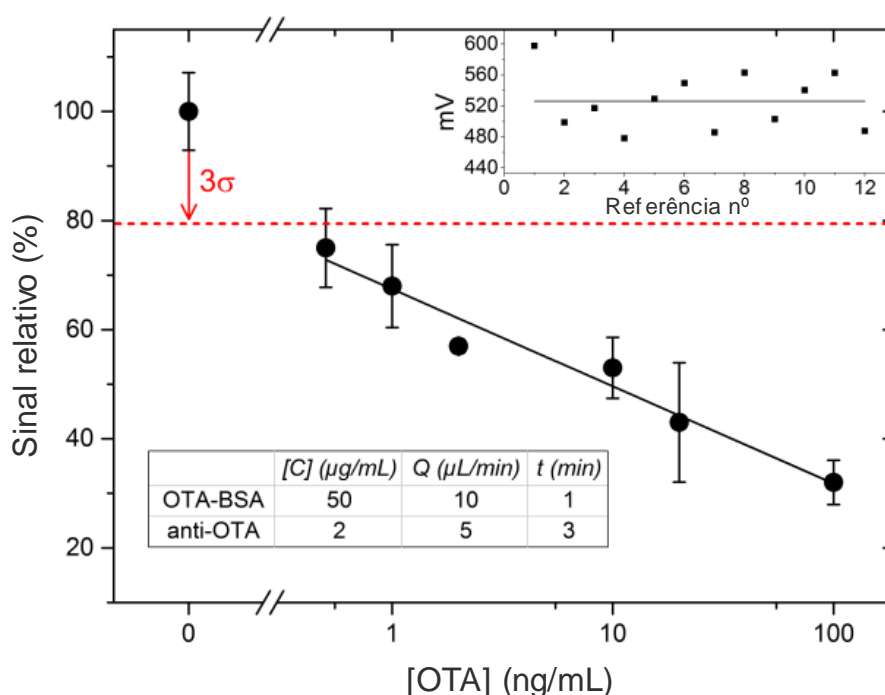 600
560
520
480
440
mV
0
2
4
6
8
10
12
Referência nº
100
80
60
40
20
Sinal relativo (%)
3σ
[C] (µg/mL) Q (µL/min) t (min)
OTA-BSA 50 10 1
anti-OTA 2 5 3
0
1
10
100
[OTA] (ng/mL)